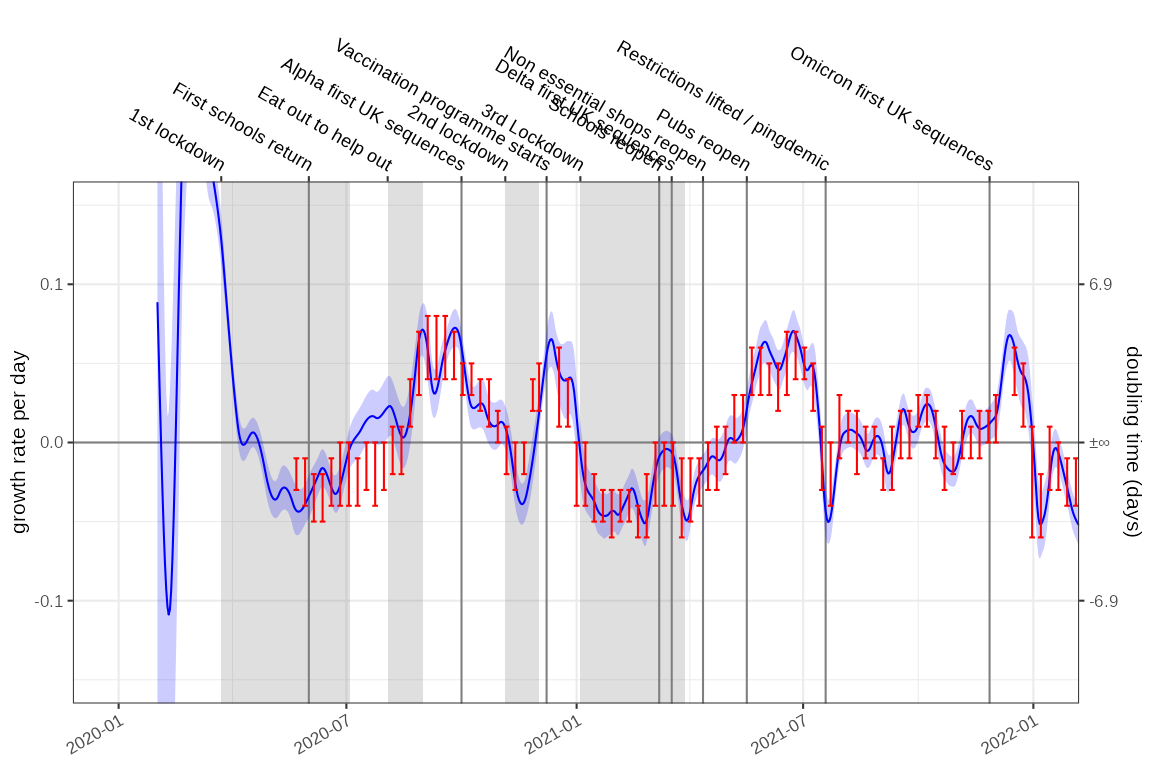 1st lockdown
First schools return
Eat out to help out
Alpha first UK sequences
2nd lockdown
Vaccination programme starts
3rd Lockdown
Schools reopen
Delta first UK sequences
Non essential shops reopen
Pubs reopen
Restrictions lifted / pingdemic
Omicron first UK sequences
growth rate per day
0.1
0.0
-0.1
6.9
±∞
-6.9
doubling time (days)
2020-01
2020-07
2021-01
2021-07
2022-01